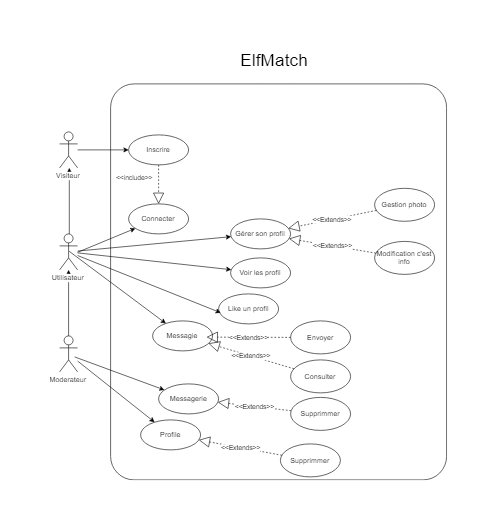 ElfMatch
Inscrire
Visiteur
<<include>>
Gestion photo
Connecter
<<Extends>>
Gérer son profil
<<Extends>>
Modification c'est
info
Voir les profil
Utilisateur
Like un profil
Messagie
<<Extends>>
Envoyer
<<Extends>>
Consulter
Moderateur
Messagerie
<<Extends>>
Supprimmer
Profile
<<Extends>>
Supprimmer